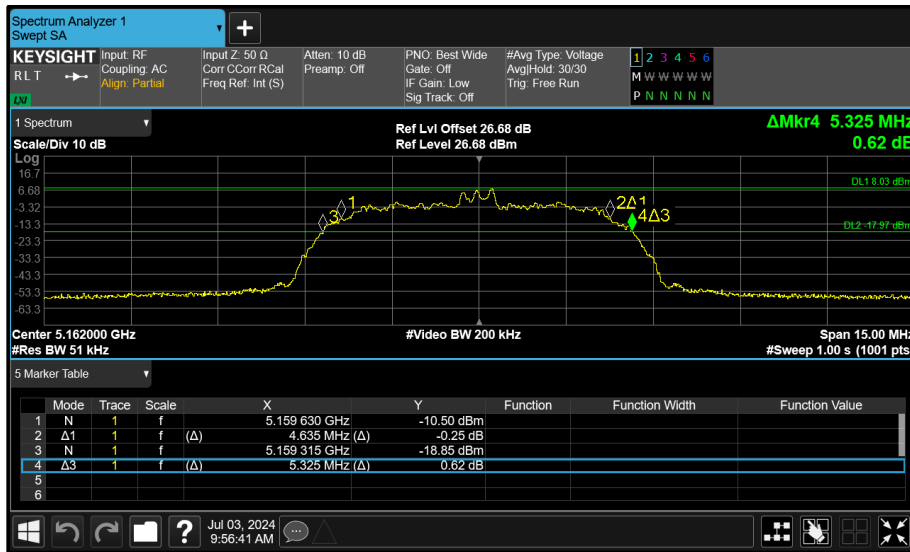 Spectrum Analyzer 1
Swept SA
+
KEYSIGHT
R L T
LXI
Input: RF
Coupling: AC
Align: Partial
Input Z: 50 Ω
Corr CCorr RCal
Freq Ref: Int (S)
Atten: 10 dB
Preamp: Off
PNO: Best Wide
Gate: Off
IF Gain: Low
Sig Track: Off
#Avg Type: Voltage
Avg|Hold: 30/30
Trig: Free Run
1 2 3 4 5 6
M W W W W W
P N N N N N
1 Spectrum
Scale/Div 10 dB
Ref Lvl Offset 26.68 dB
Ref Level 26.68 dBm
ΔMkr4 5.325 MHz
0.62 dB
Log
16.7
6.68
-3.32
-13.3
-23.3
-33.3
-43.3
-53.3
-63.3
DL1 8.03 dBm
DL2 -17.97 dBm
3
1
2Δ1
4Δ3
Center 5.162000 GHz
#Video BW 200 kHz
Span 15.00 MHz
#Res BW 51 kHz
#Sweep 1.00 s (1001 pts
5 Marker Table
Mode Trace Scale X Y Function Function Width Function Value
1 N 1 f 5.159 630 GHz -10.50 dBm
2 Δ1 1 f (Δ) 4.635 MHz (Δ) -0.25 dB
3 N 1 f 5.159 315 GHz -18.85 dBm
4 Δ3 1 f (Δ) 5.325 MHz (Δ) 0.62 dB
5
6
?
Jul 03, 2024
9:56:41 AM